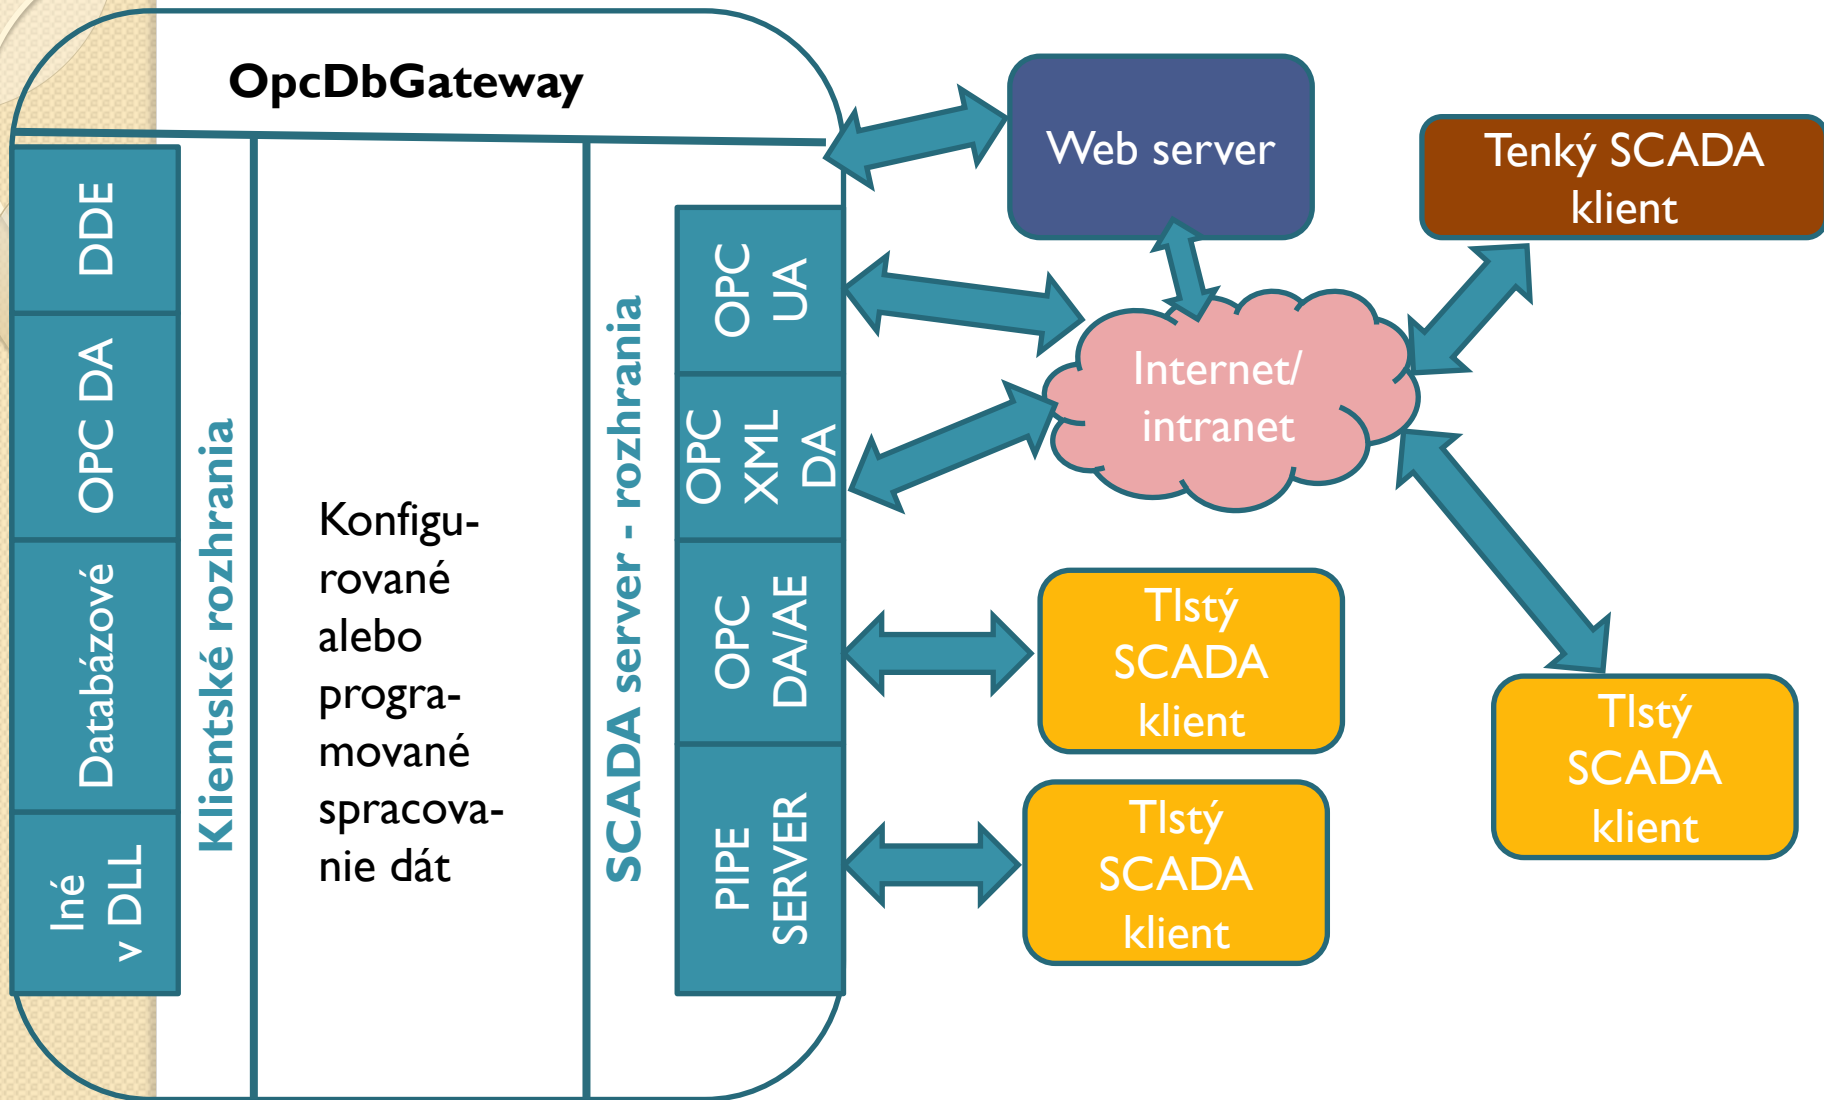 OpcDbGateway
DDE
OPC DA
Databázové
Iné
v DLL
Klientské rozhrania
Konfigu-
rované
alebo
progra-
mované
spracova-
nie dát
SCADA server - rozhrania
OPC
UA
OPC
XML
DA
OPC
DA/AE
PIPE
SERVER
Web server
Tenký SCADA
klient
Internet/
intranet
Tlstý
SCADA
klient
Tlstý
SCADA
klient
Tlstý
SCADA
klient